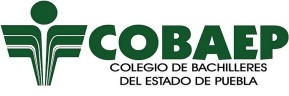 COBAEP
COLEGIO DE BACHILLERES
DEL ESTADO DE PUEBLA